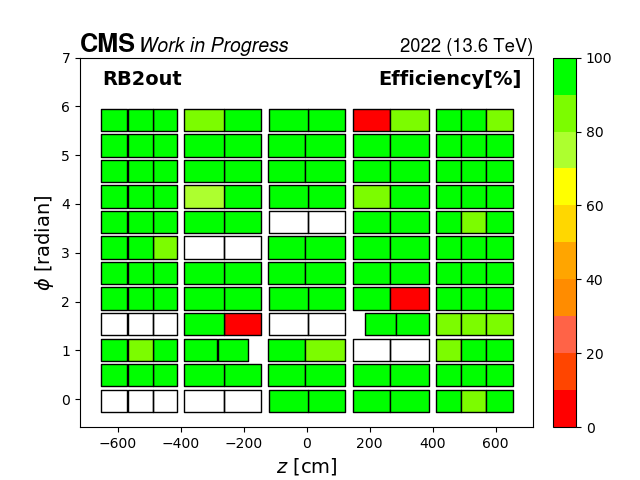 CMS Work in Progress 2022 (13.6 TeV)
RB2out Efficiency[%]
7
6
5
4
3
2
1
0
ϕ [radian]
−600 −400 −200 0 200 400 600
z [cm]
100
80
60
40
20
0